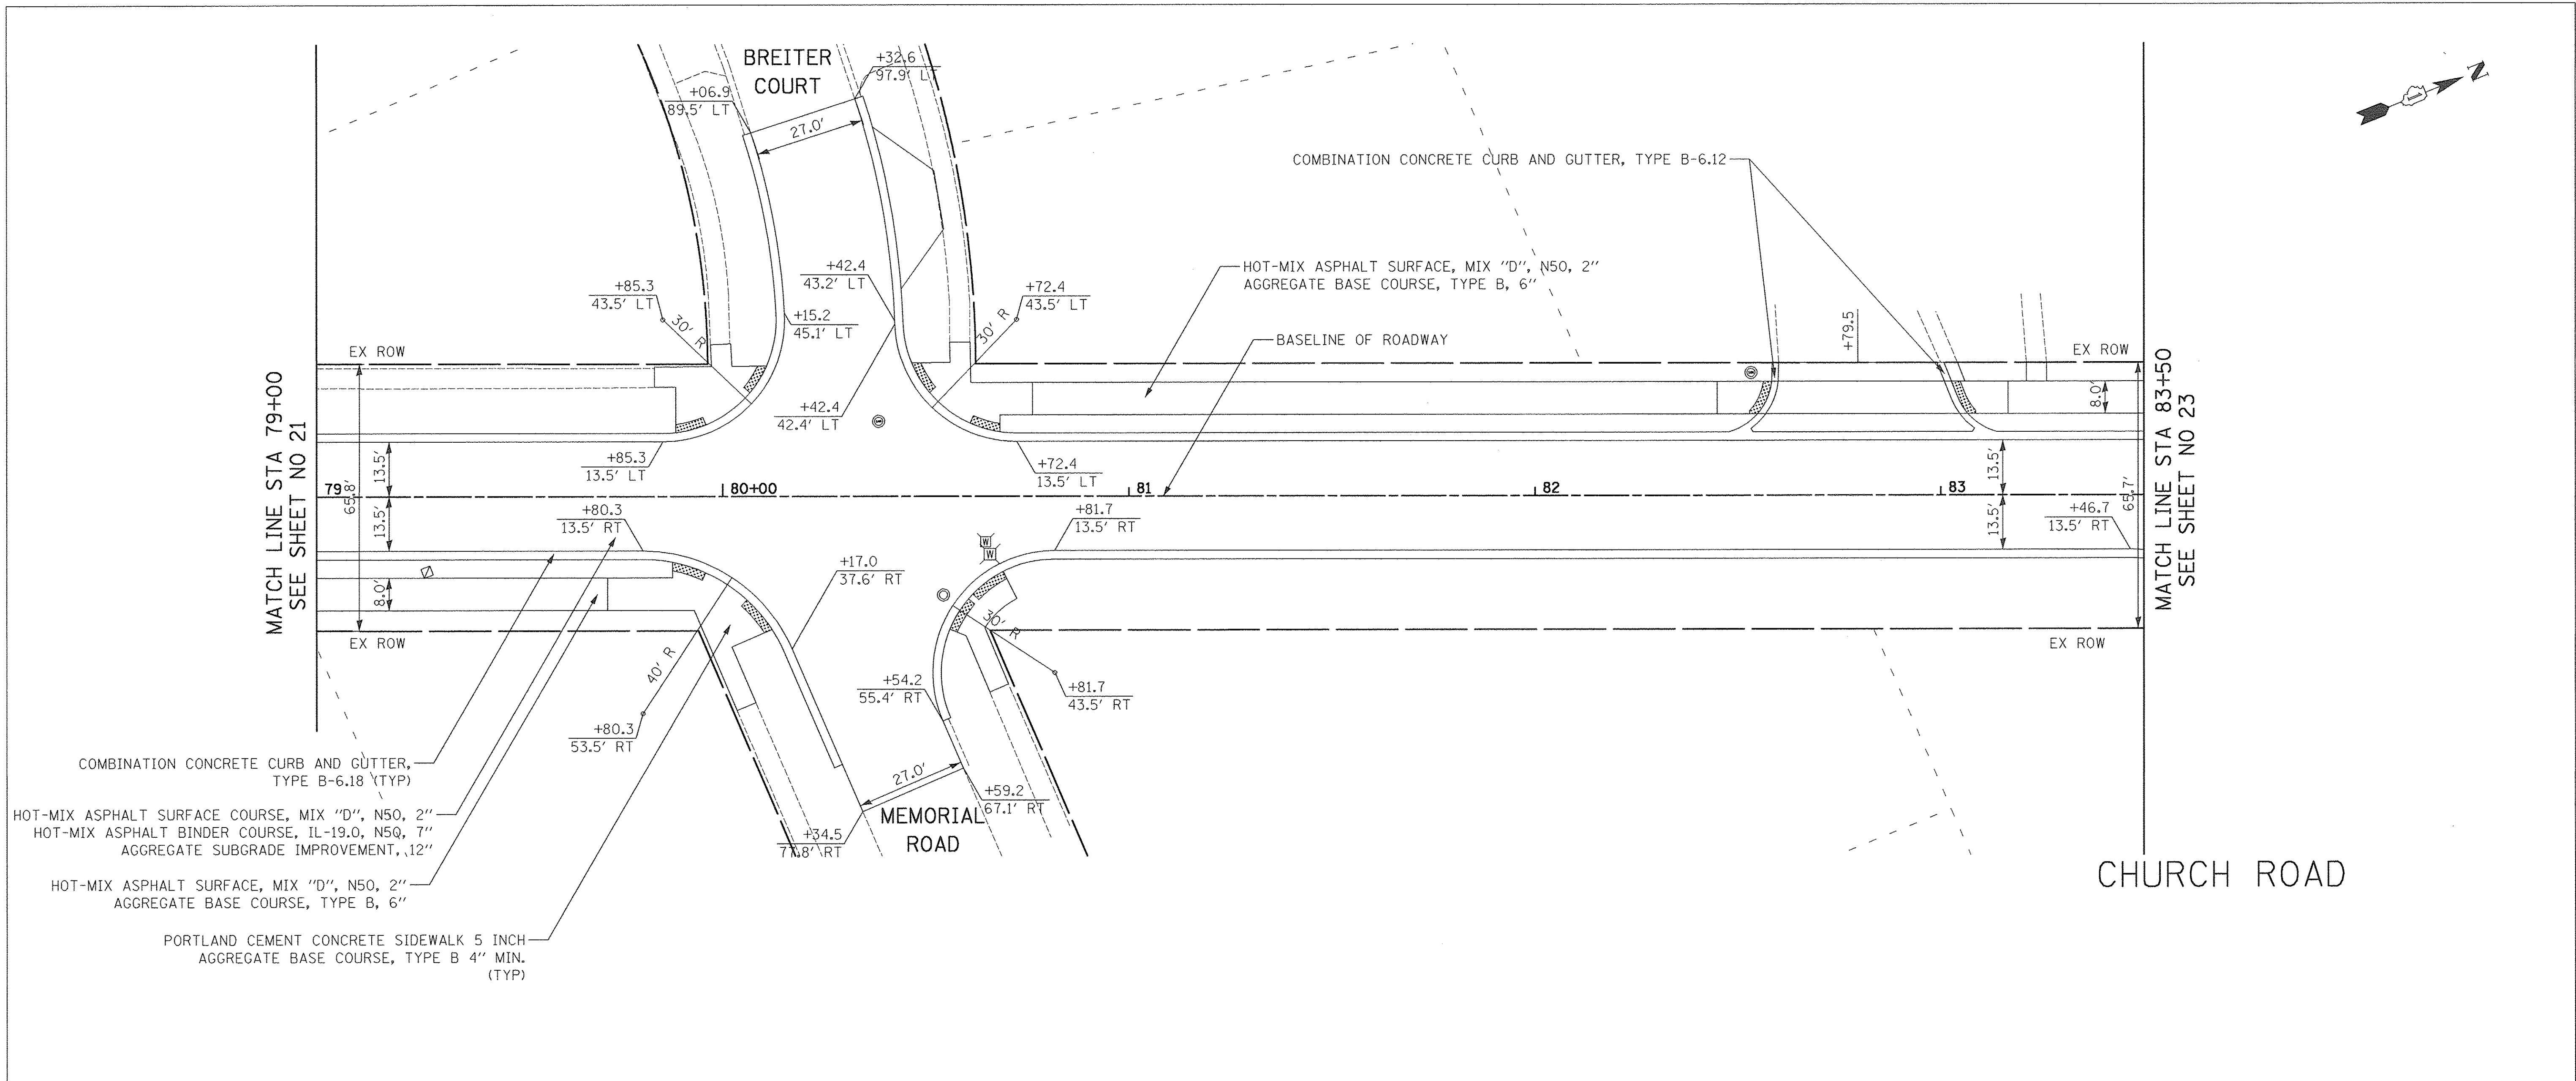 BREITER
COURT
+32.6
97.9' LT
+06.9
89.5' LT
27.0'
N
COMBINATION CONCRETE CURB AND GUTTER, TYPE B-6.12
+42.4
43.2' LT
HOT-MIX ASPHALT SURFACE, MIX "D", N50, 2"
AGGREGATE BASE COURSE, TYPE B, 6"
+85.3
43.5' LT
30' R
+72.4
43.5' LT
30' R
+15.2
45.1' LT
+79.5
BASELINE OF ROADWAY
EX ROW
EX ROW
MATCH LINE STA 79+00
SEE SHEET NO 21
+42.4
42.4' LT
8.0'
MATCH LINE STA 83+50
SEE SHEET NO 23
+85.3
13.5' LT
+72.4
13.5' LT
13.5'
13.5'
79
80+00
81
82
83
65.8'
65.7'
13.5'
13.5'
+80.3
13.5' RT
+81.7
13.5' RT
+46.7
13.5' RT
W
W
+17.0
37.6' RT
8.0'
30' R
EX ROW
EX ROW
40' R
+54.2
55.4' RT
+81.7
43.5' RT
+80.3
53.5' RT
27.0'
+59.2
67.1' RT
MEMORIAL
ROAD
+34.5
77.8' RT
COMBINATION CONCRETE CURB AND GUTTER,
TYPE B-6.18 (TYP)
HOT-MIX ASPHALT SURFACE COURSE, MIX "D", N50, 2"
HOT-MIX ASPHALT BINDER COURSE, IL-19.0, N50, 7"
AGGREGATE SUBGRADE IMPROVEMENT, 12"
HOT-MIX ASPHALT SURFACE, MIX "D", N50, 2"
AGGREGATE BASE COURSE, TYPE B, 6"
PORTLAND CEMENT CONCRETE SIDEWALK 5 INCH
AGGREGATE BASE COURSE, TYPE B 4" MIN.
(TYP)
CHURCH ROAD